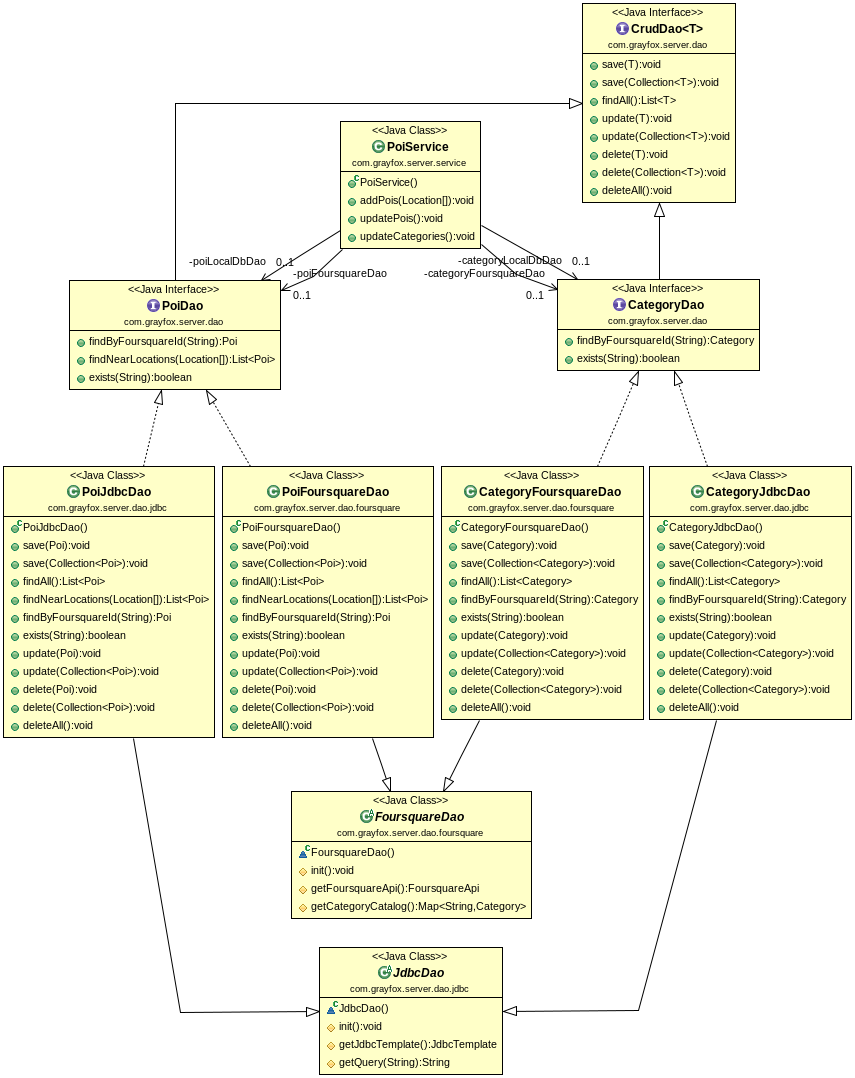 <<Java Interface>>
CrudDao<T>
com.grayfox.server.dao
save(T):void
save(Collection<T>):void
findAll():List<T>
update(T):void
update(Collection<T>):void
delete(T):void
delete(Collection<T>):void
deleteAll():void
<<Java Class>>
PoiService
com.grayfox.server.service
PoiService()
addPois(Location[]):void
updatePois():void
updateCategories():void
-poiLocalDbDao 0..1
-poiFoursquareDao
0..1
-categoryLocalDbDao 0..1
-categoryFoursquareDao
0..1
<<Java Interface>>
PoiDao
com.grayfox.server.dao
findByFoursquareId(String):Poi
findNearLocations(Location[]):List<Poi>
exists(String):boolean
<<Java Interface>>
CategoryDao
com.grayfox.server.dao
findByFoursquareId(String):Category
exists(String):boolean
<<Java Class>>
PoiJdbcDao
com.grayfox.server.dao.jdbc
PoiJdbcDao()
save(Poi):void
save(Collection<Poi>):void
findAll():List<Poi>
findNearLocations(Location[]):List<Poi>
findByFoursquareId(String):Poi
exists(String):boolean
update(Poi):void
update(Collection<Poi>):void
delete(Poi):void
delete(Collection<Poi>):void
deleteAll():void
<<Java Class>>
PoiFoursquareDao
com.grayfox.server.dao.foursquare
PoiFoursquareDao()
save(Poi):void
save(Collection<Poi>):void
findAll():List<Poi>
findNearLocations(Location[]):List<Poi>
findByFoursquareId(String):Poi
exists(String):boolean
update(Poi):void
update(Collection<Poi>):void
delete(Poi):void
delete(Collection<Poi>):void
deleteAll():void
<<Java Class>>
CategoryFoursquareDao
com.grayfox.server.dao.foursquare
CategoryFoursquareDao()
save(Category):void
save(Collection<Category>):void
findAll():List<Category>
findByFoursquareId(String):Category
exists(String):boolean
update(Category):void
update(Collection<Category>):void
delete(Category):void
delete(Collection<Category>):void
deleteAll():void
<<Java Class>>
CategoryJdbcDao
com.grayfox.server.dao.jdbc
CategoryJdbcDao()
save(Category):void
save(Collection<Category>):void
findAll():List<Category>
findByFoursquareId(String):Category
exists(String):boolean
update(Category):void
update(Collection<Category>):void
delete(Category):void
delete(Collection<Category>):void
deleteAll():void
<<Java Class>>
FoursquareDao
com.grayfox.server.dao.foursquare
FoursquareDao()
init():void
getFoursquareApi():FoursquareApi
getCategoryCatalog():Map<String,Category>
<<Java Class>>
JdbcDao
com.grayfox.server.dao.jdbc
JdbcDao()
init():void
getJdbcTemplate():JdbcTemplate
getQuery(String):String